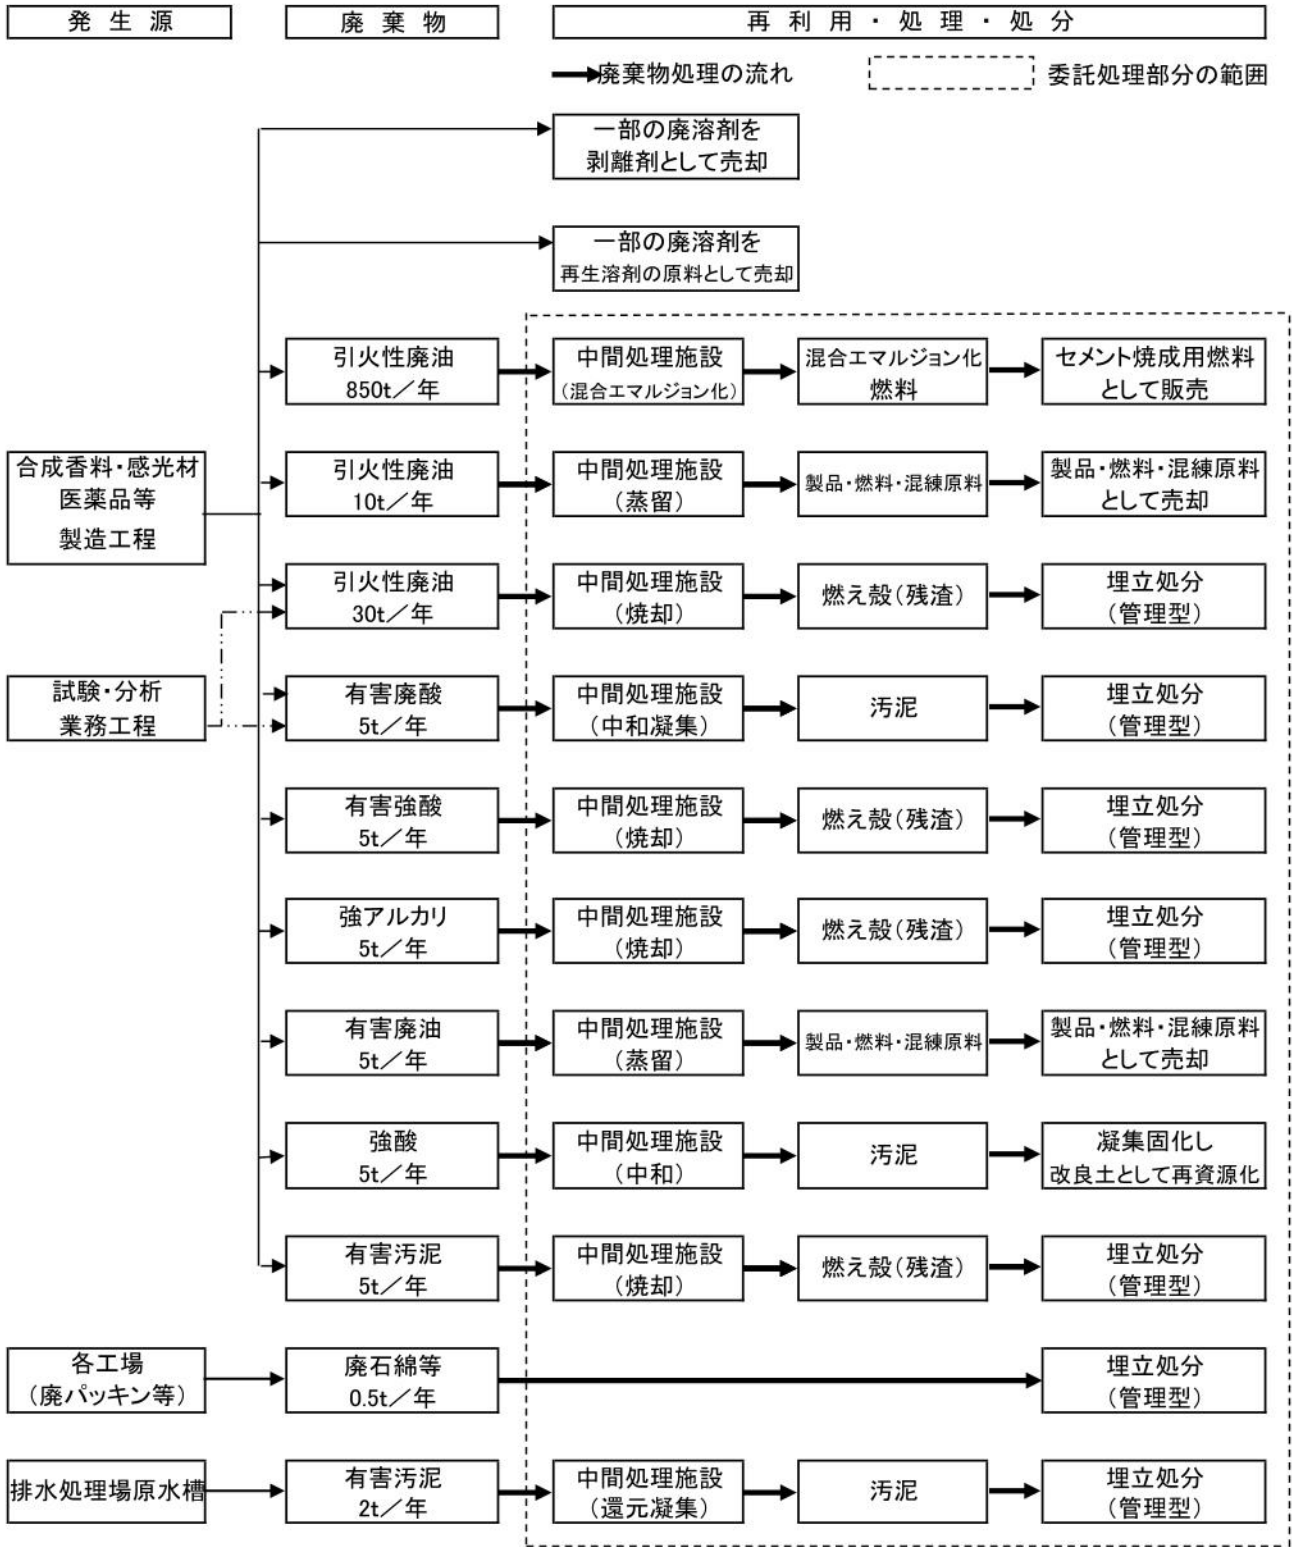 発生源
廃棄物
再利用・処理・処分
廃棄物処理の流れ
委託処理部分の範囲
一部の廃溶剤を
剥離剤として売却
一部の廃溶剤を
再生溶剤の原料として売却
引火性廃油
850t／年
中間処理施設
（混合エマルジョン化）
混合エマルジョン化
燃料
セメント焼成用燃料
として販売
合成香料・感光材
医薬品等
製造工程
引火性廃油
10t／年
中間処理施設
（蒸留）
製品・燃料・混練原料
製品・燃料・混練原料
として売却
引火性廃油
30t／年
中間処理施設
（焼却）
燃え殻（残渣）
埋立処分
（管理型）
試験・分析
業務工程
有害廃酸
5t／年
中間処理施設
（中和凝集）
汚泥
埋立処分
（管理型）
有害強酸
5t／年
中間処理施設
（焼却）
燃え殻（残渣）
埋立処分
（管理型）
強アルカリ
5t／年
中間処理施設
（焼却）
燃え殻（残渣）
埋立処分
（管理型）
有害廃油
5t／年
中間処理施設
（蒸留）
製品・燃料・混練原料
製品・燃料・混練原料
として売却
強酸
5t／年
中間処理施設
（中和）
汚泥
凝集固化し
改良土として再資源化
有害汚泥
5t／年
中間処理施設
（焼却）
燃え殻（残渣）
埋立処分
（管理型）
各工場
（廃パッキン等）
廃石綿等
0.5t／年
埋立処分
（管理型）
排水処理場原水槽
有害汚泥
2t／年
中間処理施設
（還元凝集）
汚泥
埋立処分
（管理型）